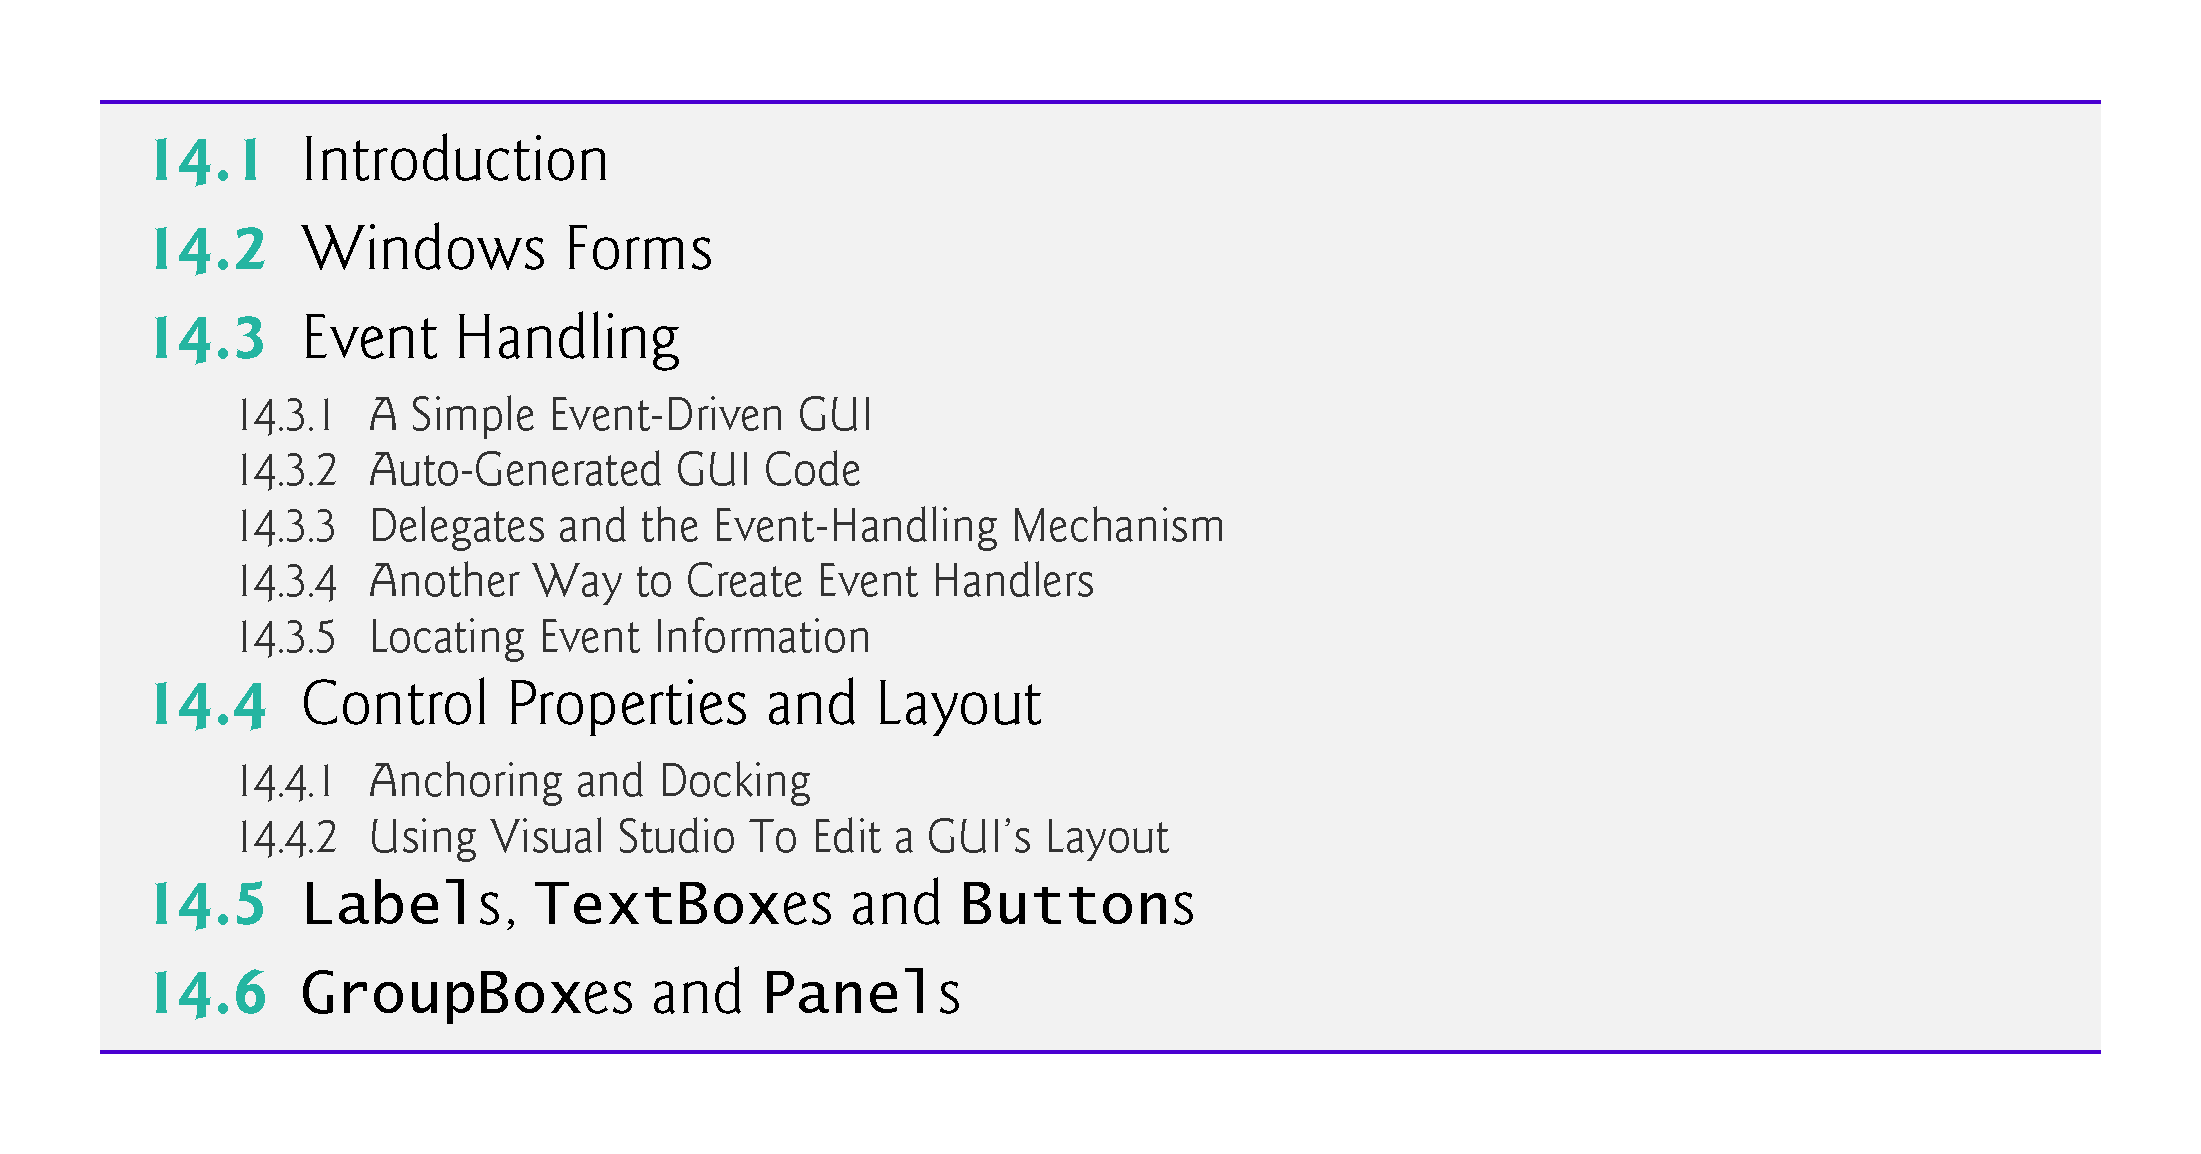 14.1 Introduction
14.2 Windows Forms
14.3 Event Handling
14.3.1 A Simple Event-Driven GUI
14.3.2 Auto-Generated GUI Code
14.3.3 Delegates and the Event-Handling Mechanism
14.3.4 Another Way to Create Event Handlers
14.3.5 Locating Event Information
14.4 Control Properties and Layout
14.4.1 Anchoring and Docking
14.4.2 Using Visual Studio To Edit a GUI’s Layout
14.5 Labels, TextBoxes and Buttons
14.6 GroupBoxes and Panels